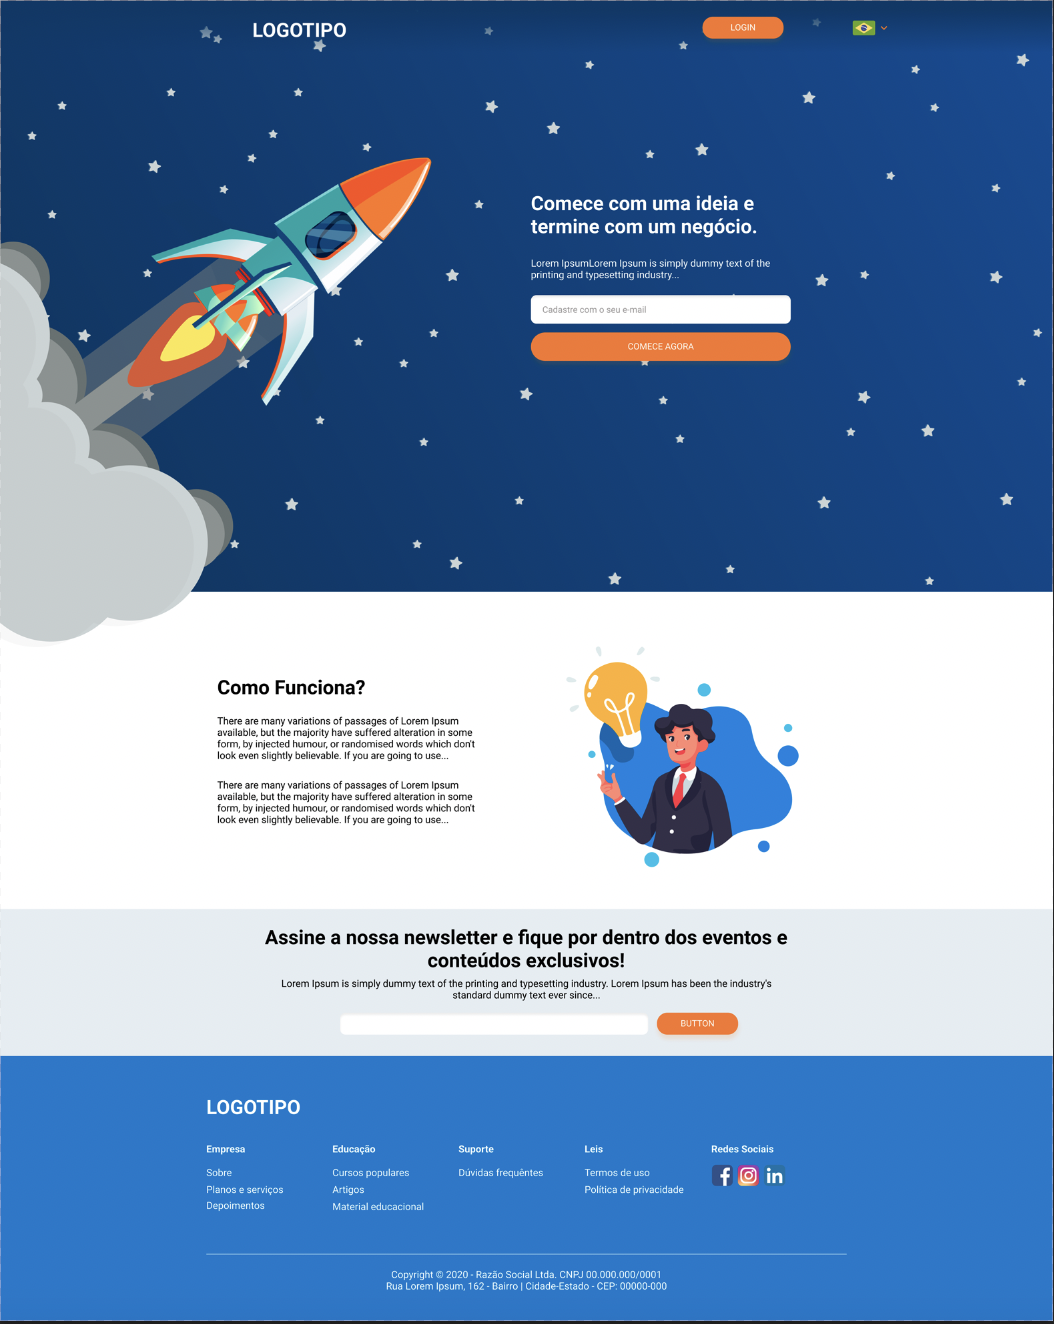 LOGOTIPO
LOGIN
Comece com uma ideia e
termine com um negócio.
Lorem IpsumLorem Ipsum is simply dummy text of the
printing and typesetting industry...
Cadastre com o seu e-mail
COMECE AGORA
Como Funciona?
There are many variations of passages of Lorem Ipsum
available, but the majority have suffered alteration in some
form, by injected humour, or randomised words which don't
look even slightly believable. If you are going to use...
There are many variations of passages of Lorem Ipsum
available, but the majority have suffered alteration in some
form, by injected humour, or randomised words which don't
look even slightly believable. If you are going to use...
Assine a nossa newsletter e fique por dentro dos eventos e
conteúdos exclusivos!
Lorem Ipsum is simply dummy text of the printing and typesetting industry. Lorem Ipsum has been the industry's
standard dummy text ever since...
BUTTON
LOGOTIPO
Empresa
Sobre
Planos e serviços
Depoimentos
Educação
Cursos populares
Artigos
Material educacional
Suporte
Dúvidas frequêntes
Leis
Termos de uso
Política de privacidade
Redes Sociais
Copyright © 2020 - Razão Social Ltda. CNPJ 00.000.000/0001
Rua Lorem Ipsum, 162 - Bairro | Cidade-Estado - CEP: 00000-000